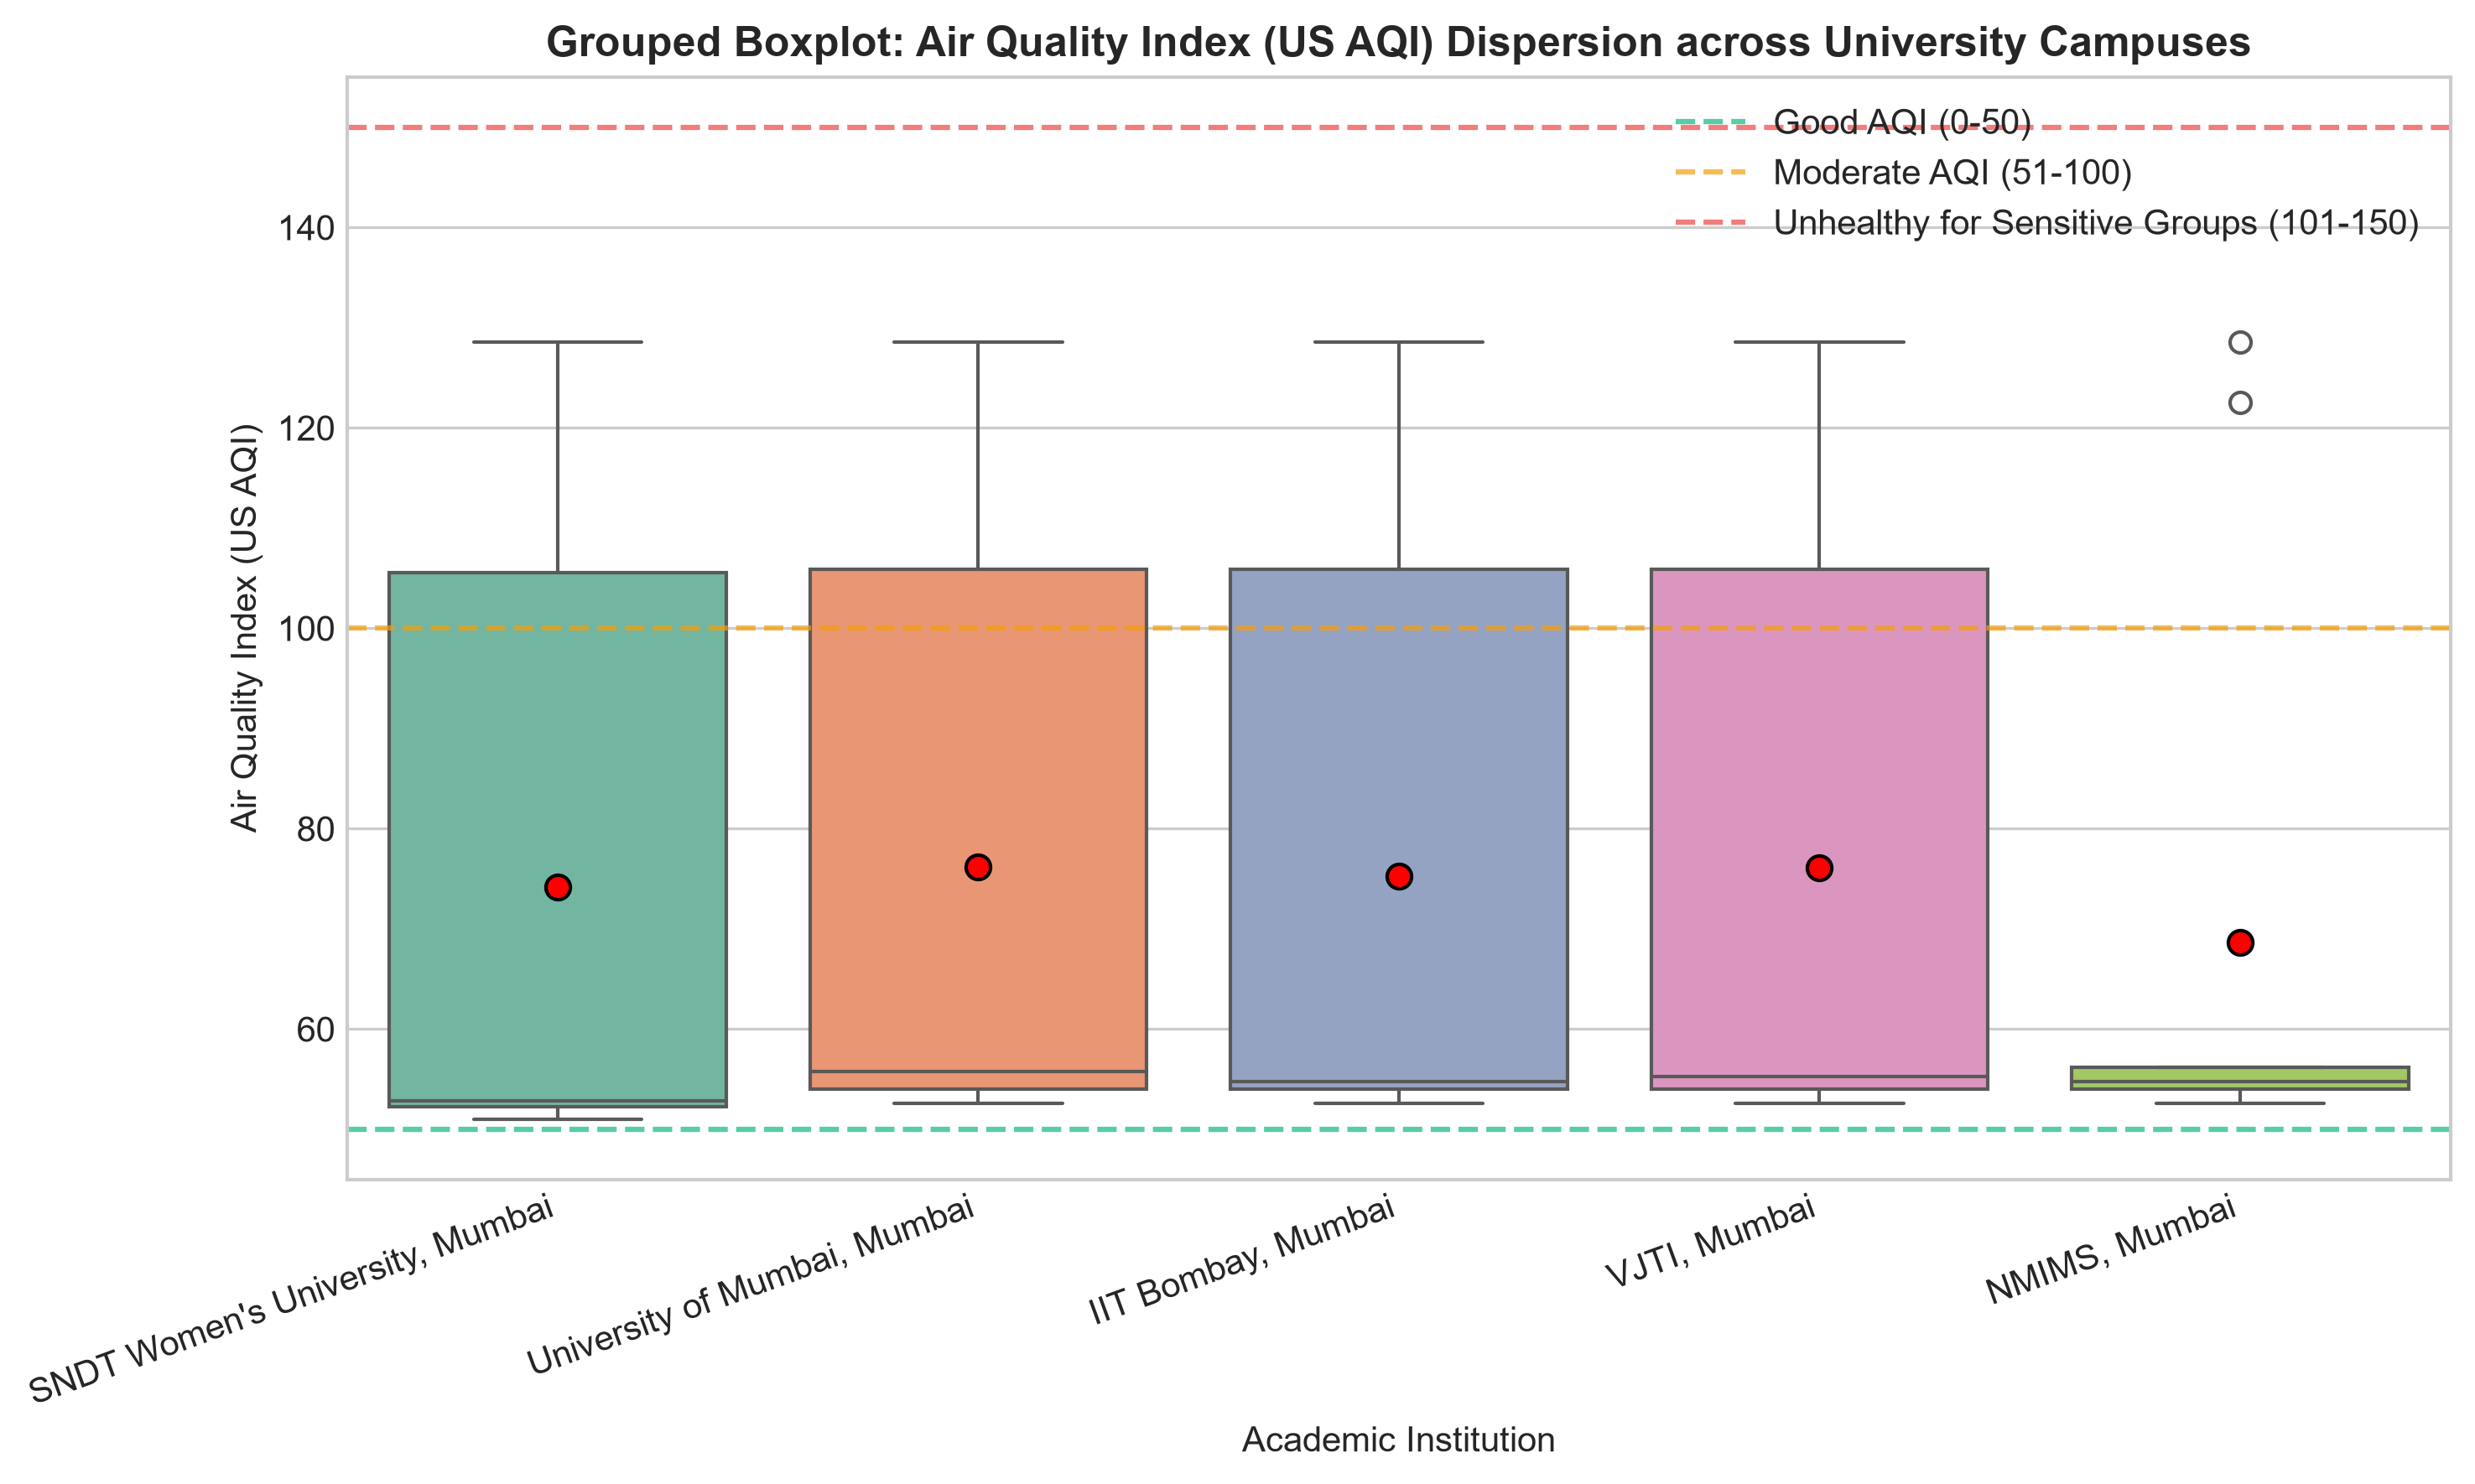 Grouped Boxplot: Air Quality Index (US AQI) Dispersion across University Campuses
Good AQI (0-50)
Moderate AQI (51-100)
Unhealthy for Sensitive Groups (101-150)
Air Quality Index (US AQI)
140
120
100
80
60
SNDT Women's University, Mumbai
University of Mumbai, Mumbai
IIT Bombay, Mumbai
VJTI, Mumbai
NMIMS, Mumbai
Academic Institution